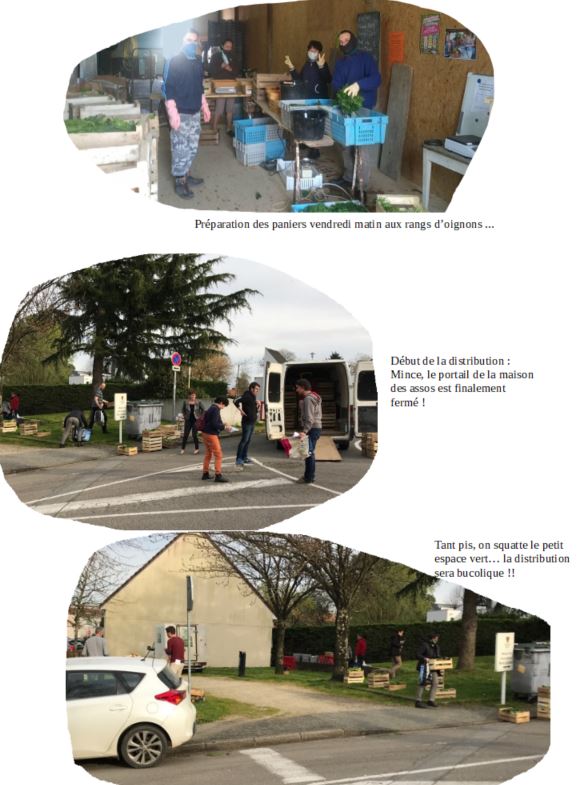 Préparation des paniers vendredi matin aux rangs d’oignons ...
Début de la distribution :
Mince, le portail de la maison
des assos est finalement
fermé !
Tant pis, on squatte le petit
espace vert… la distribution
sera bucolique !!